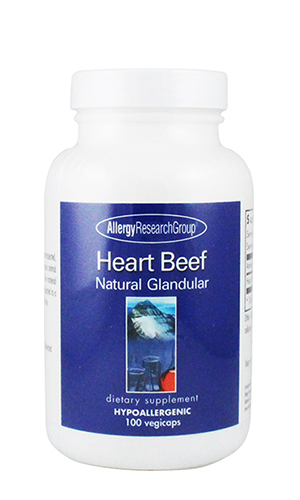 AllergyResearchGroup®
Heart Beef
Natural Glandular
dietary supplement
HYPOALLERGENIC
100 vegicaps